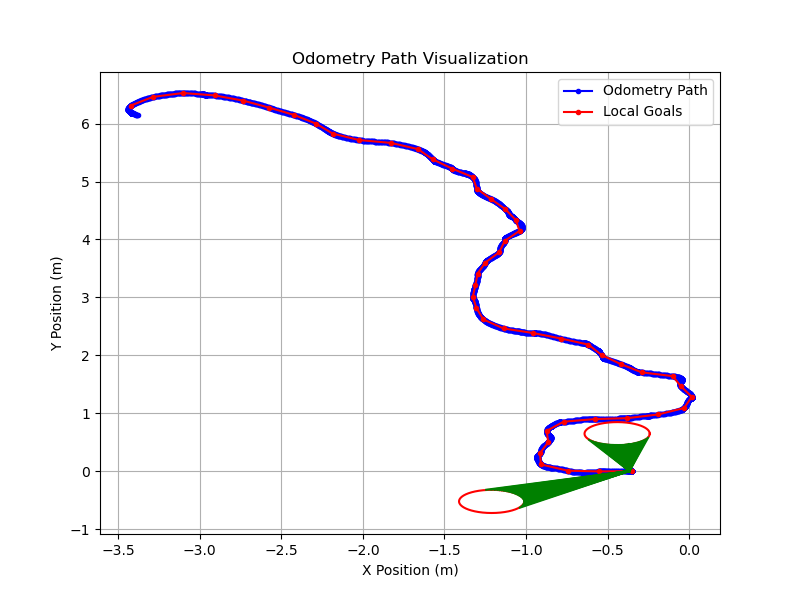 Odometry Path Visualization
Odometry Path
Local Goals
Y Position (m)
6
5
4
3
2
1
0
−1
−3.5 −3.0 −2.5 −2.0 −1.5 −1.0 −0.5 0.0
X Position (m)